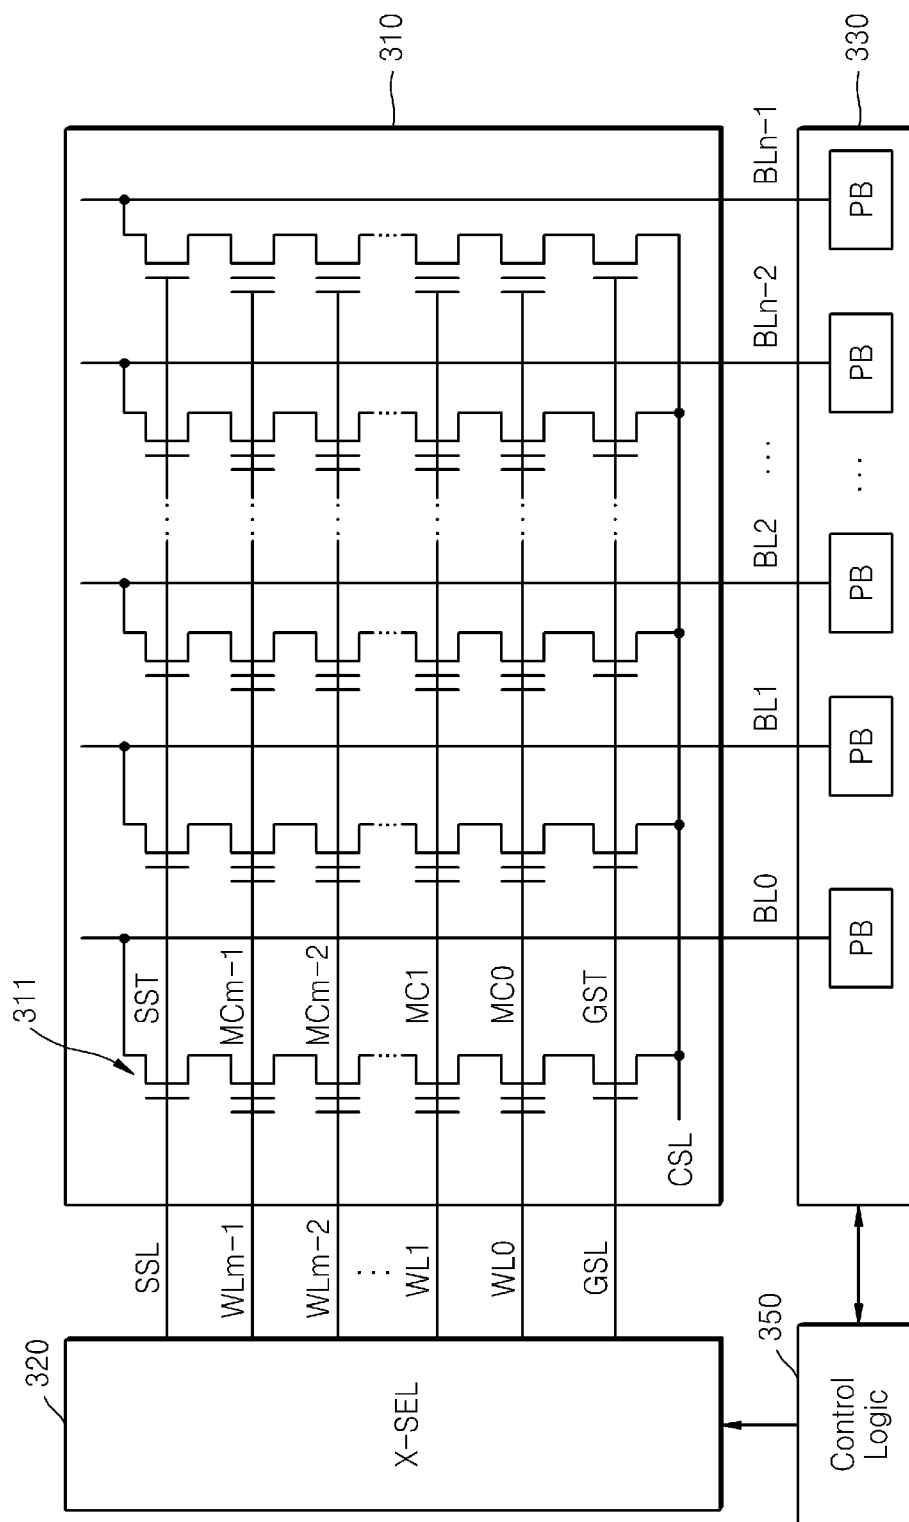 320
X-SEL
SSL
WLm-1
WLm-2
...
WL1
WL0
GSL
311
310
SST
MCm-1
MCm-2
MC1
MC0
GST
CSL
BL0
BL1
BL2
...
BLn-2
BLn-1
350
Control
Logic
330
PB
PB
PB
...
PB
PB